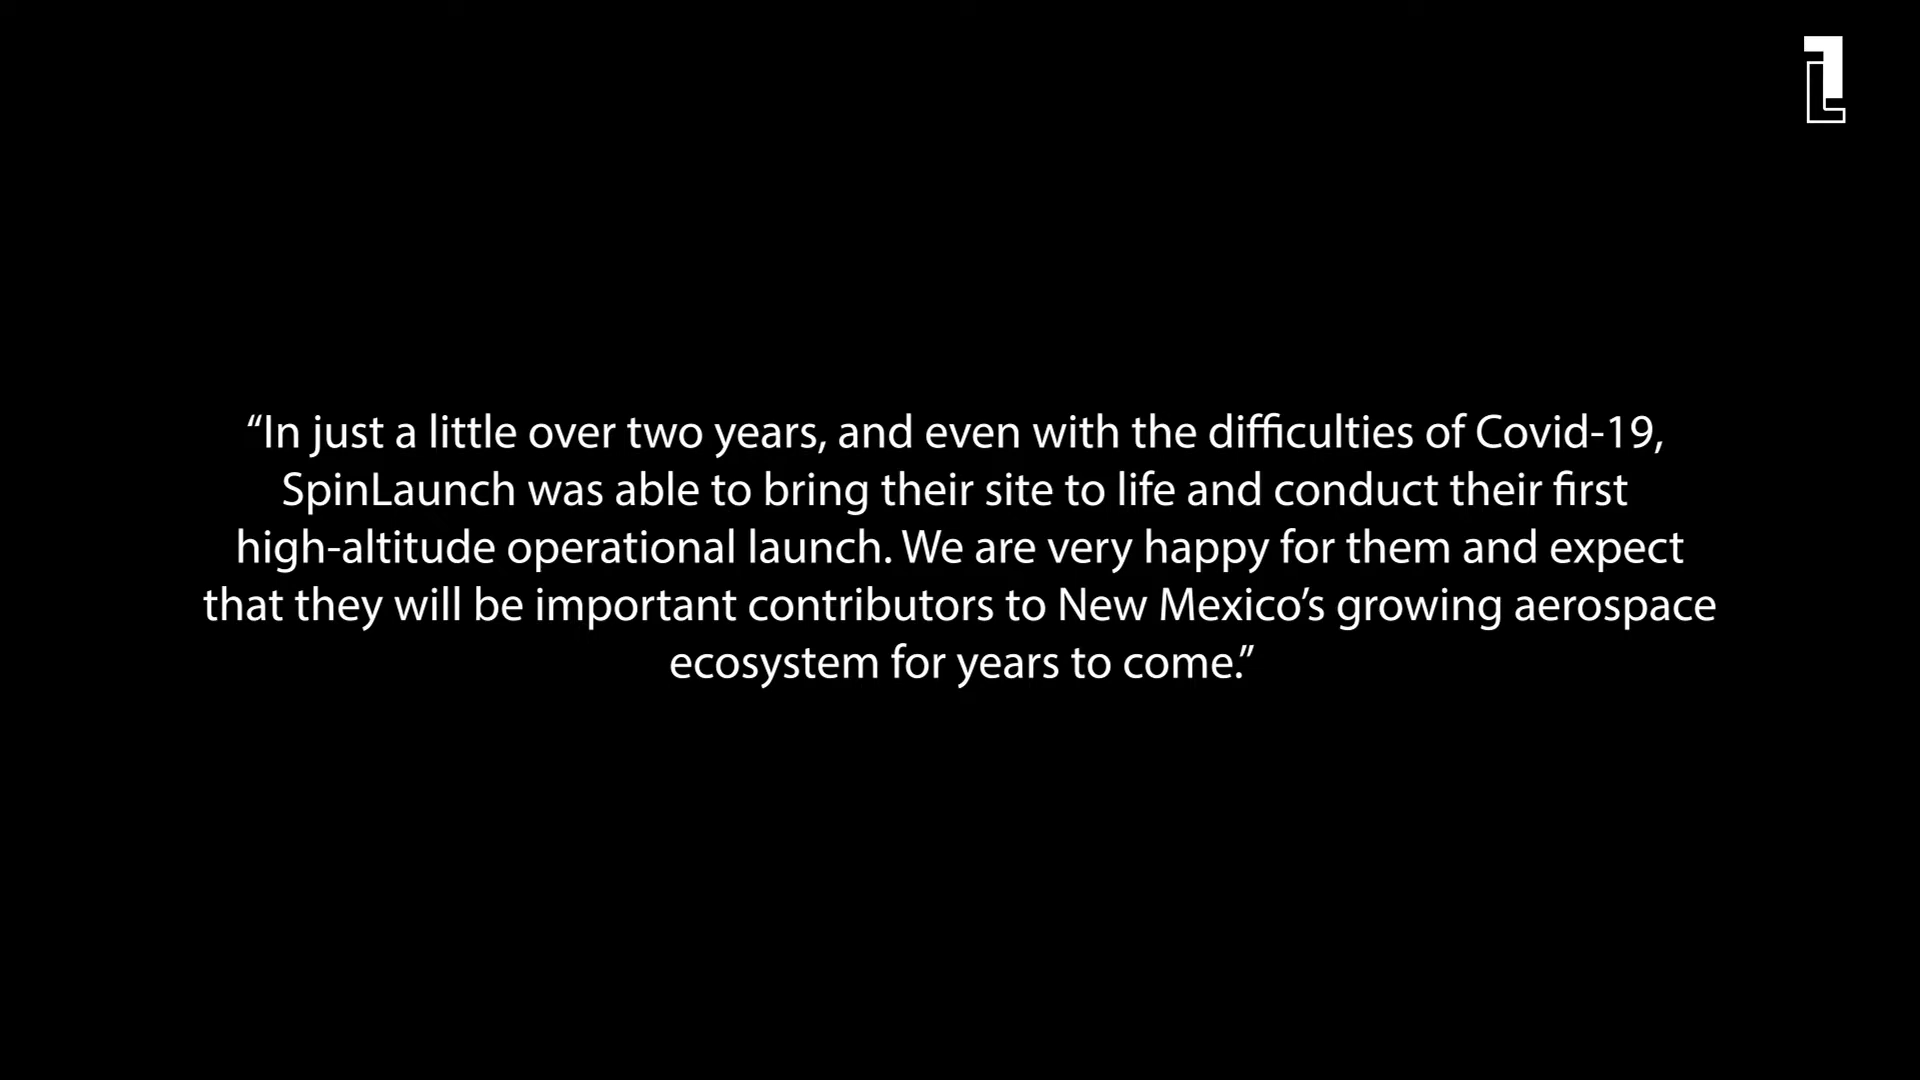 “In just a little over two years, and even with the difficulties of Covid-19,
SpinLaunch was able to bring their site to life and conduct their first
high-altitude operational launch. We are very happy for them and expect
that they will be important contributors to New Mexico’s growing aerospace
ecosystem for years to come.”